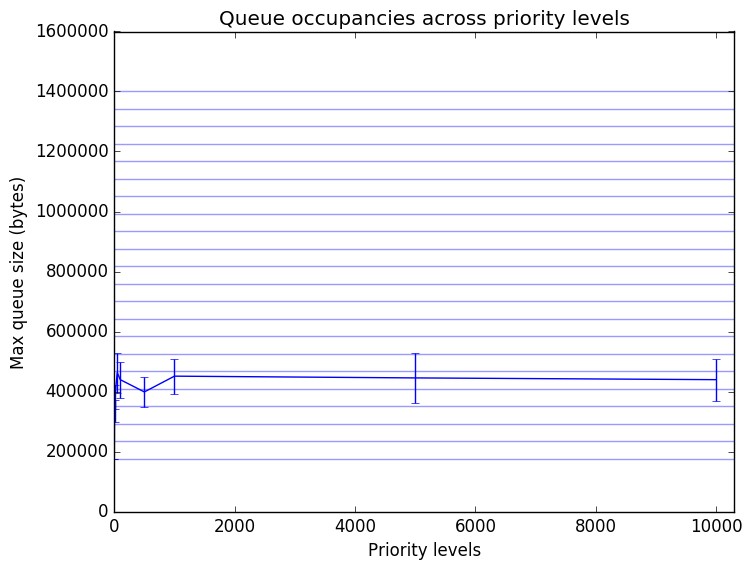 Queue occupancies across priority levels
1600000
1400000
1200000
1000000
800000
600000
400000
200000
0
Max queue size (bytes)
0 2000 4000 6000 8000 10000
Priority levels